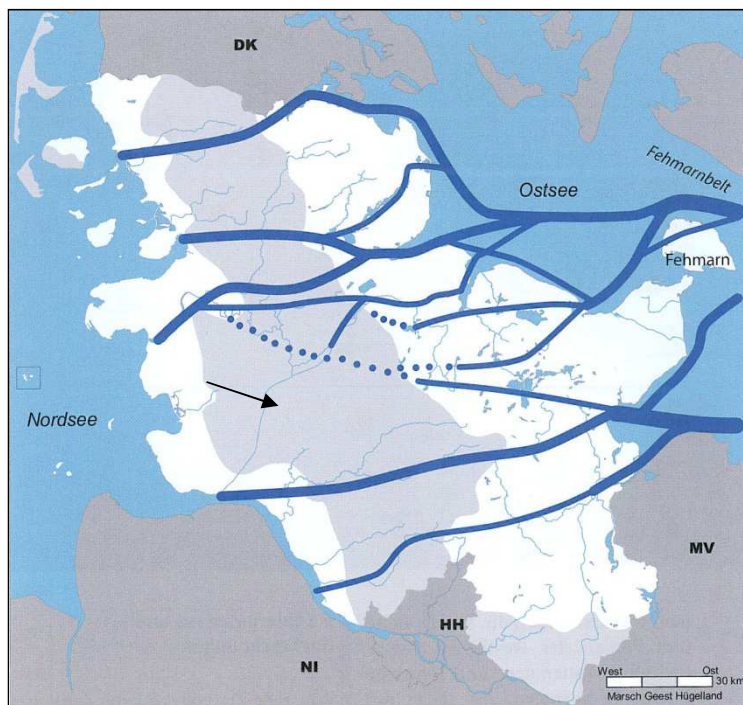 DK
Fehmarnbelt
Ostsee
Fehmarn
Nordsee
MV
HH
NI
West Ost
30 km
Marsch Geest Hügelland